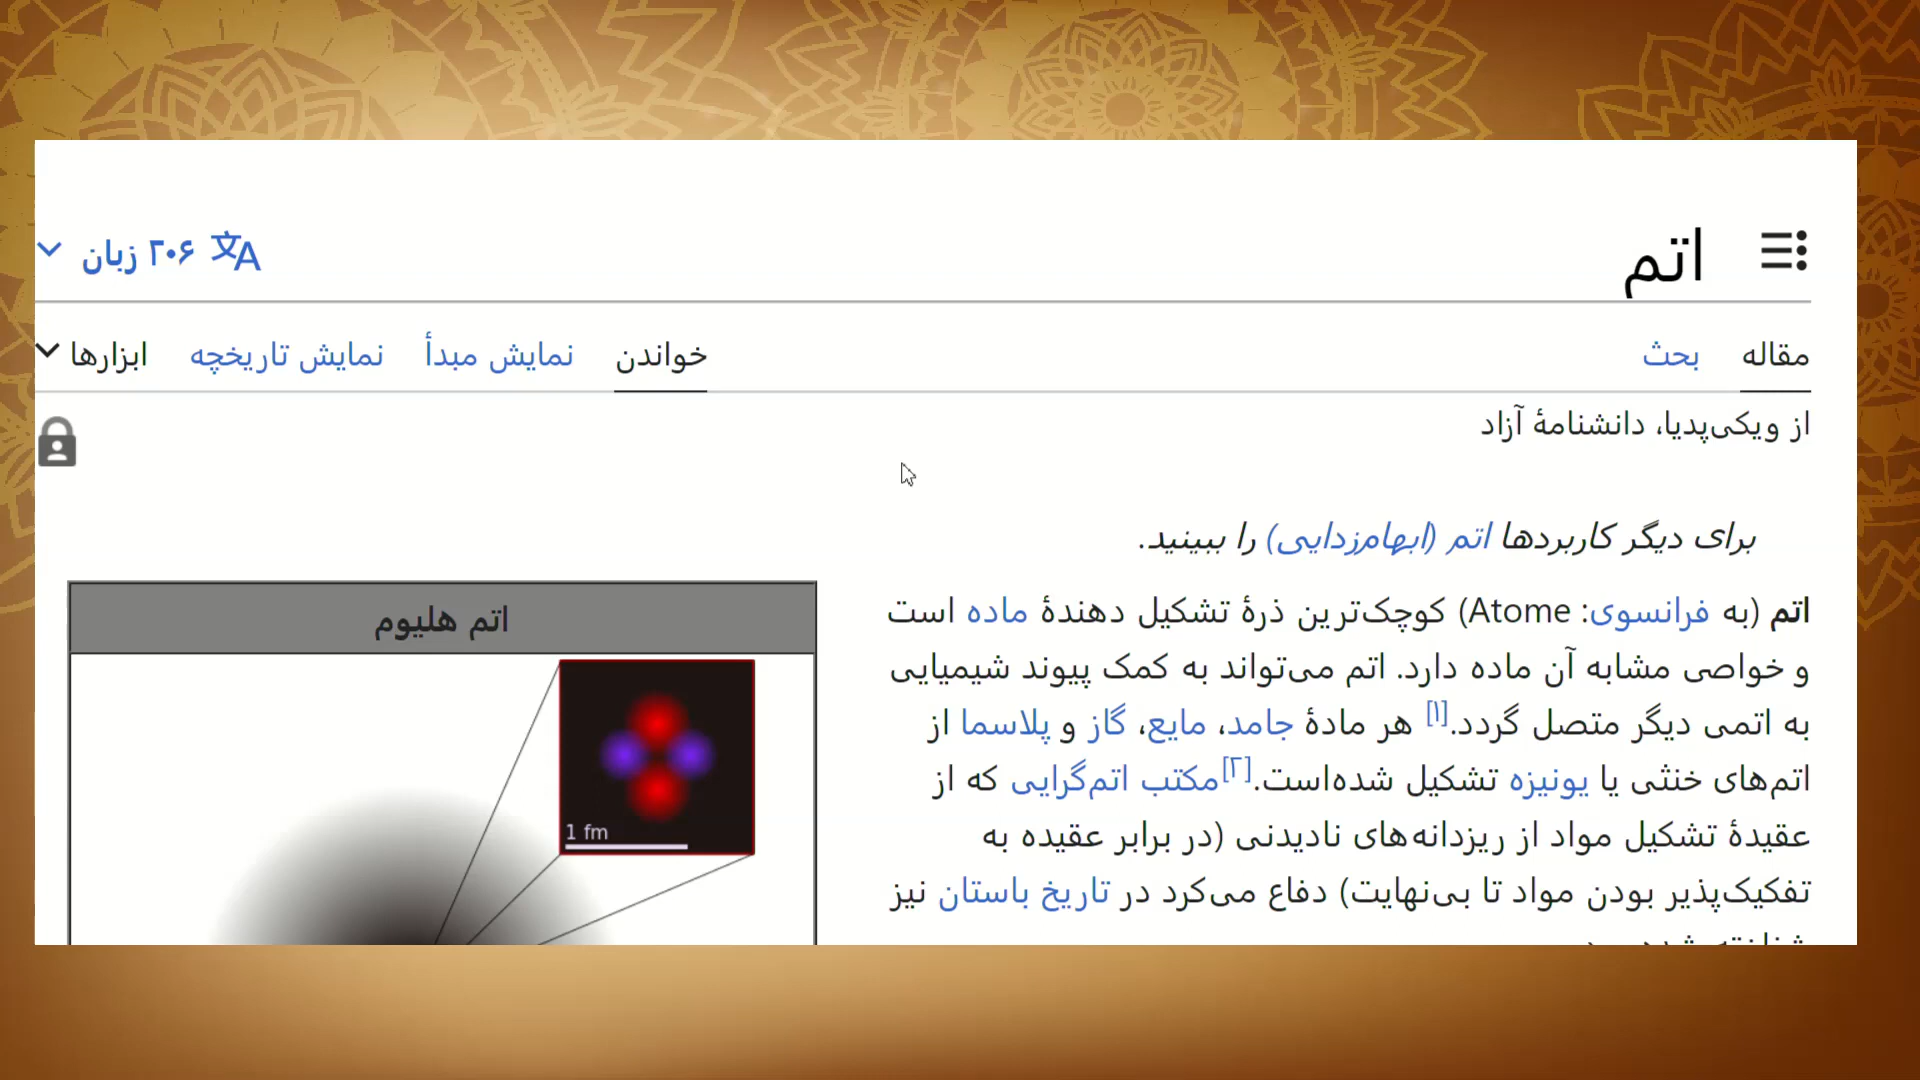 اتم
۲۰۶ زبان
مقاله
بحث
خواندن
نمایش مبدأ
نمایش تاریخچه
ابزارها
از ویکی‌پدیا، دانشنامهٔ آزاد
برای دیگر کاربردها اتم (ابهام‌زدایی) را ببینید.
اتم (به فرانسوی: Atome) کوچک‌ترین ذرهٔ تشکیل دهندهٔ ماده است
و خواصی مشابه آن ماده دارد. اتم می‌تواند به کمک پیوند شیمیایی
به اتمی دیگر متصل گردد.[۱] هر مادهٔ جامد، مایع، گاز و پلاسما از
اتم‌های خنثی یا یونیزه تشکیل شده‌است.[۲]مکتب اتم‌گرایی که از
عقیدهٔ تشکیل مواد از ریزدانه‌های نادیدنی (در برابر عقیده به
تفکیک‌پذیر بودن مواد تا بی‌نهایت) دفاع می‌کرد در تاریخ باستان نیز
اتم هلیوم
1 fm